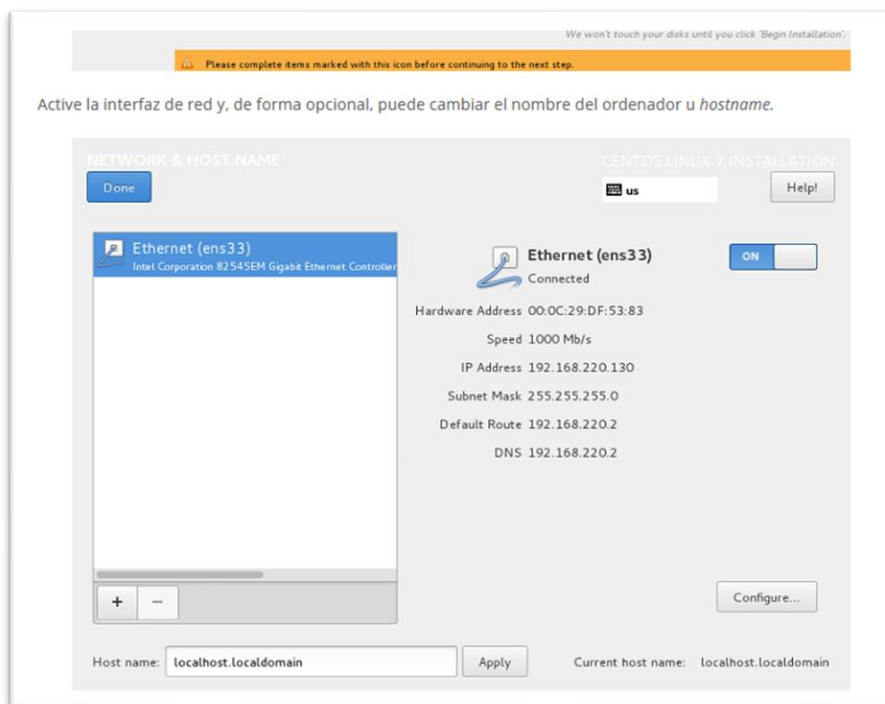 We won't touch your disks until you click 'Begin Installation'.
Please complete items marked with this icon before continuing to the next step.
Active la interfaz de red y, de forma opcional, puede cambiar el nombre del ordenador u hostname.
NETWORK & HOST NAME
CENTOS LINUX 7 INSTALLATION
Done
us
Help!
Ethernet (ens33)
Intel Corporation 82545EM Gigabit Ethernet Controller
Ethernet (ens33)
Connected
ON
Hardware Address 00:0C:29:DF:53:83
Speed 1000 Mb/s
IP Address 192.168.220.130
Subnet Mask 255.255.255.0
Default Route 192.168.220.2
DNS 192.168.220.2
+ −
Configure...
Host name: localhost.localdomain Apply Current host name: localhost.localdomain